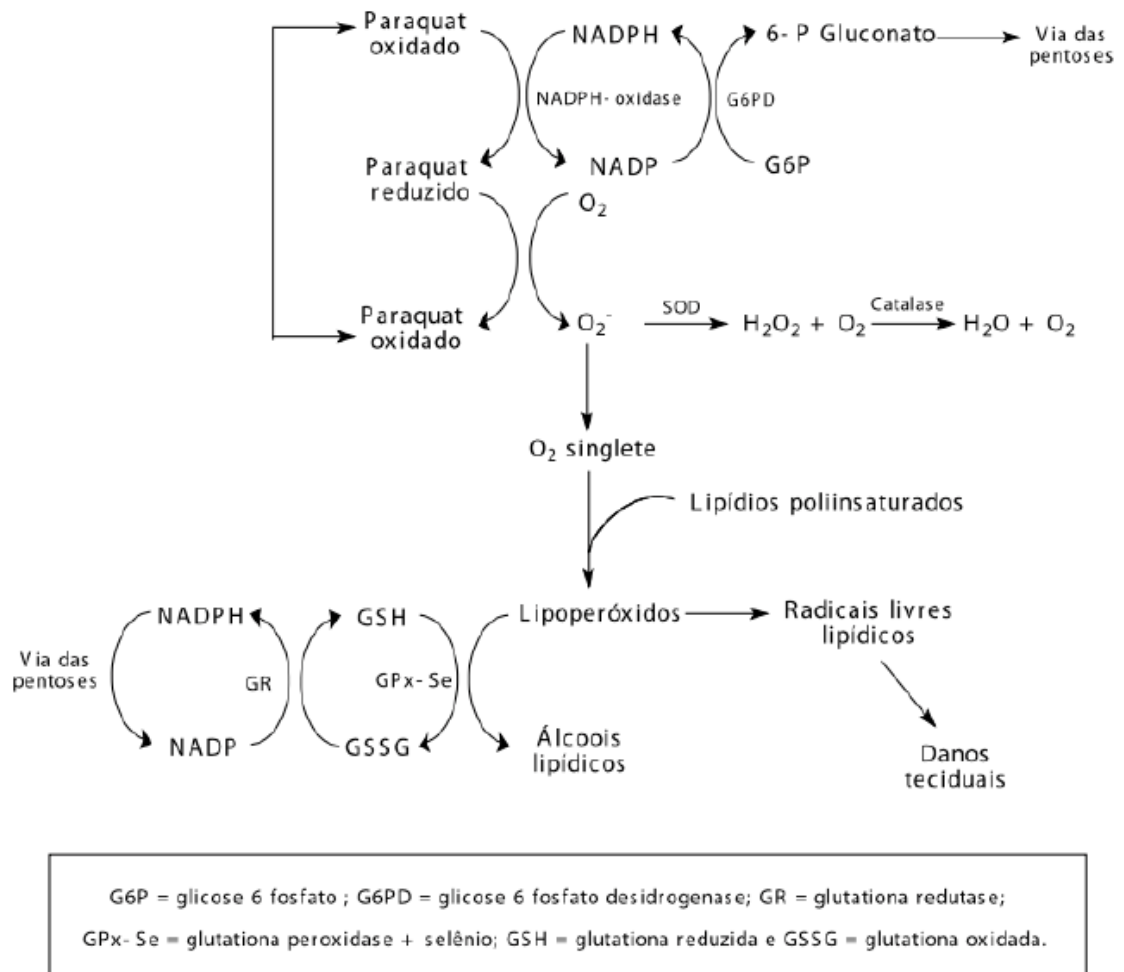 Paraquat
oxidado
NADPH
6- P Gluconato
Via das
pentoses
NADPH- oxidase
G6PD
Paraquat
reduzido
NADP
G6P
O₂
Paraquat
oxidado
O₂⁻
SOD
H₂O₂ + O₂
Catalase
H₂O + O₂
O₂ singlete
Lipídios poliinsaturados
NADPH
GSH
Lipoperóxidos
Radicais livres
lipídicos
Via das
pentoses
GR
GPx- Se
NADP
GSSG
Álcoois
lipídicos
Danos
teciduais
G6P = glicose 6 fosfato ; G6PD = glicose 6 fosfato desidrogenase; GR = glutationa redutase;
GPx- Se = glutationa peroxidase + selênio; GSH = glutationa reduzida e GSSG = glutationa oxidada.